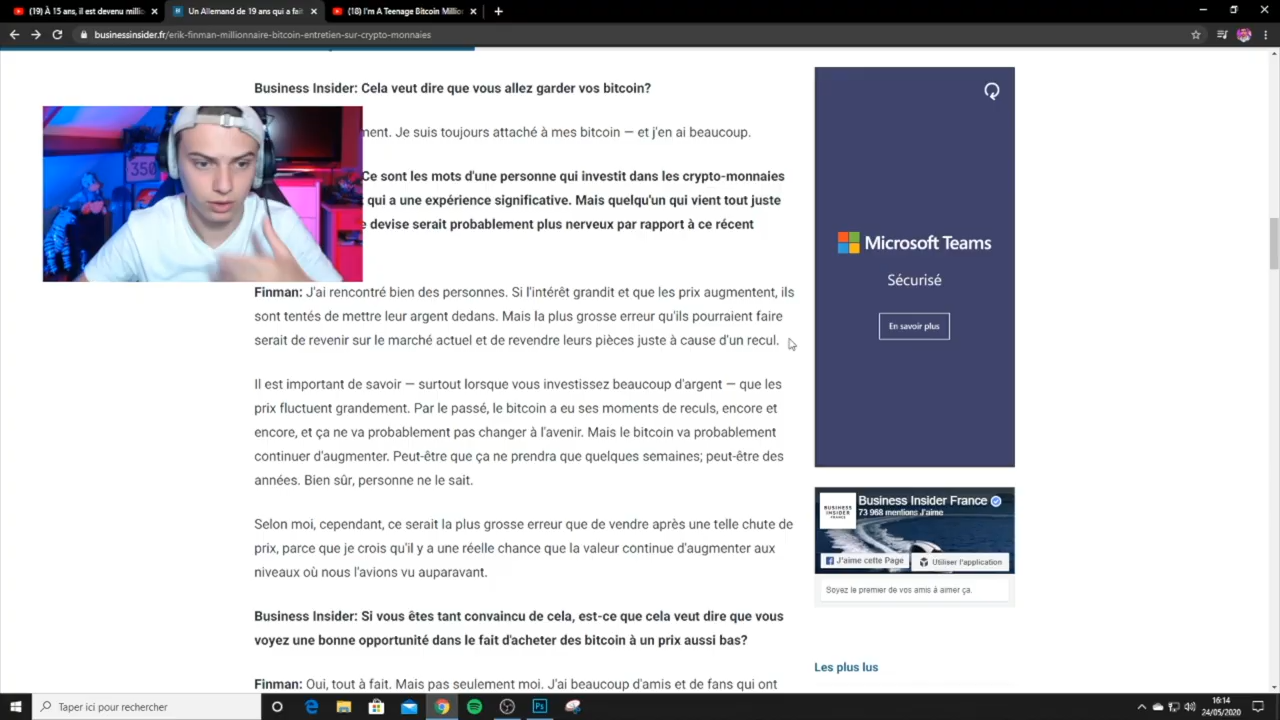 (19) À 15 ans, il est devenu millio
Un Allemand de 19 ans qui a fait
(18) I'm A Teenage Bitcoin Million
businessinsider.fr/erik-finman-millionnaire-bitcoin-entretien-sur-crypto-monnaies
Business Insider: Cela veut dire que vous allez garder vos bitcoin?
ment. Je suis toujours attaché à mes bitcoin — et j'en ai beaucoup.
Ce sont les mots d'une personne qui investit dans les crypto-monnaies
qui a une expérience significative. Mais quelqu'un qui vient tout juste
e devise serait probablement plus nerveux par rapport à ce récent
350
Finman: J'ai rencontré bien des personnes. Si l'intérêt grandit et que les prix augmentent, ils
sont tentés de mettre leur argent dedans. Mais la plus grosse erreur qu'ils pourraient faire
serait de revenir sur le marché actuel et de revendre leurs pièces juste à cause d'un recul.
Il est important de savoir — surtout lorsque vous investissez beaucoup d'argent — que les
prix fluctuent grandement. Par le passé, le bitcoin a eu ses moments de reculs, encore et
encore, et ça ne va probablement pas changer à l'avenir. Mais le bitcoin va probablement
continuer d'augmenter. Peut-être que ça ne prendra que quelques semaines; peut-être des
années. Bien sûr, personne ne le sait.
Selon moi, cependant, ce serait la plus grosse erreur que de vendre après une telle chute de
prix, parce que je crois qu'il y a une réelle chance que la valeur continue d'augmenter aux
niveaux où nous l'avions vu auparavant.
Business Insider: Si vous êtes tant convaincu de cela, est-ce que cela veut dire que vous
voyez une bonne opportunité dans le fait d'acheter des bitcoin à un prix aussi bas?
Finman: Oui, tout à fait. Mais pas seulement moi. J'ai beaucoup d'amis et de fans qui ont
Microsoft Teams
Sécurisé
En savoir plus
BUSINESS
INSIDER
FRANCE
Business Insider France
73 968 mentions J'aime
J'aime cette Page
Utiliser l'application
Soyez le premier de vos amis à aimer ça.
Les plus lus
Taper ici pour rechercher
Ps
16:14
24/05/2020